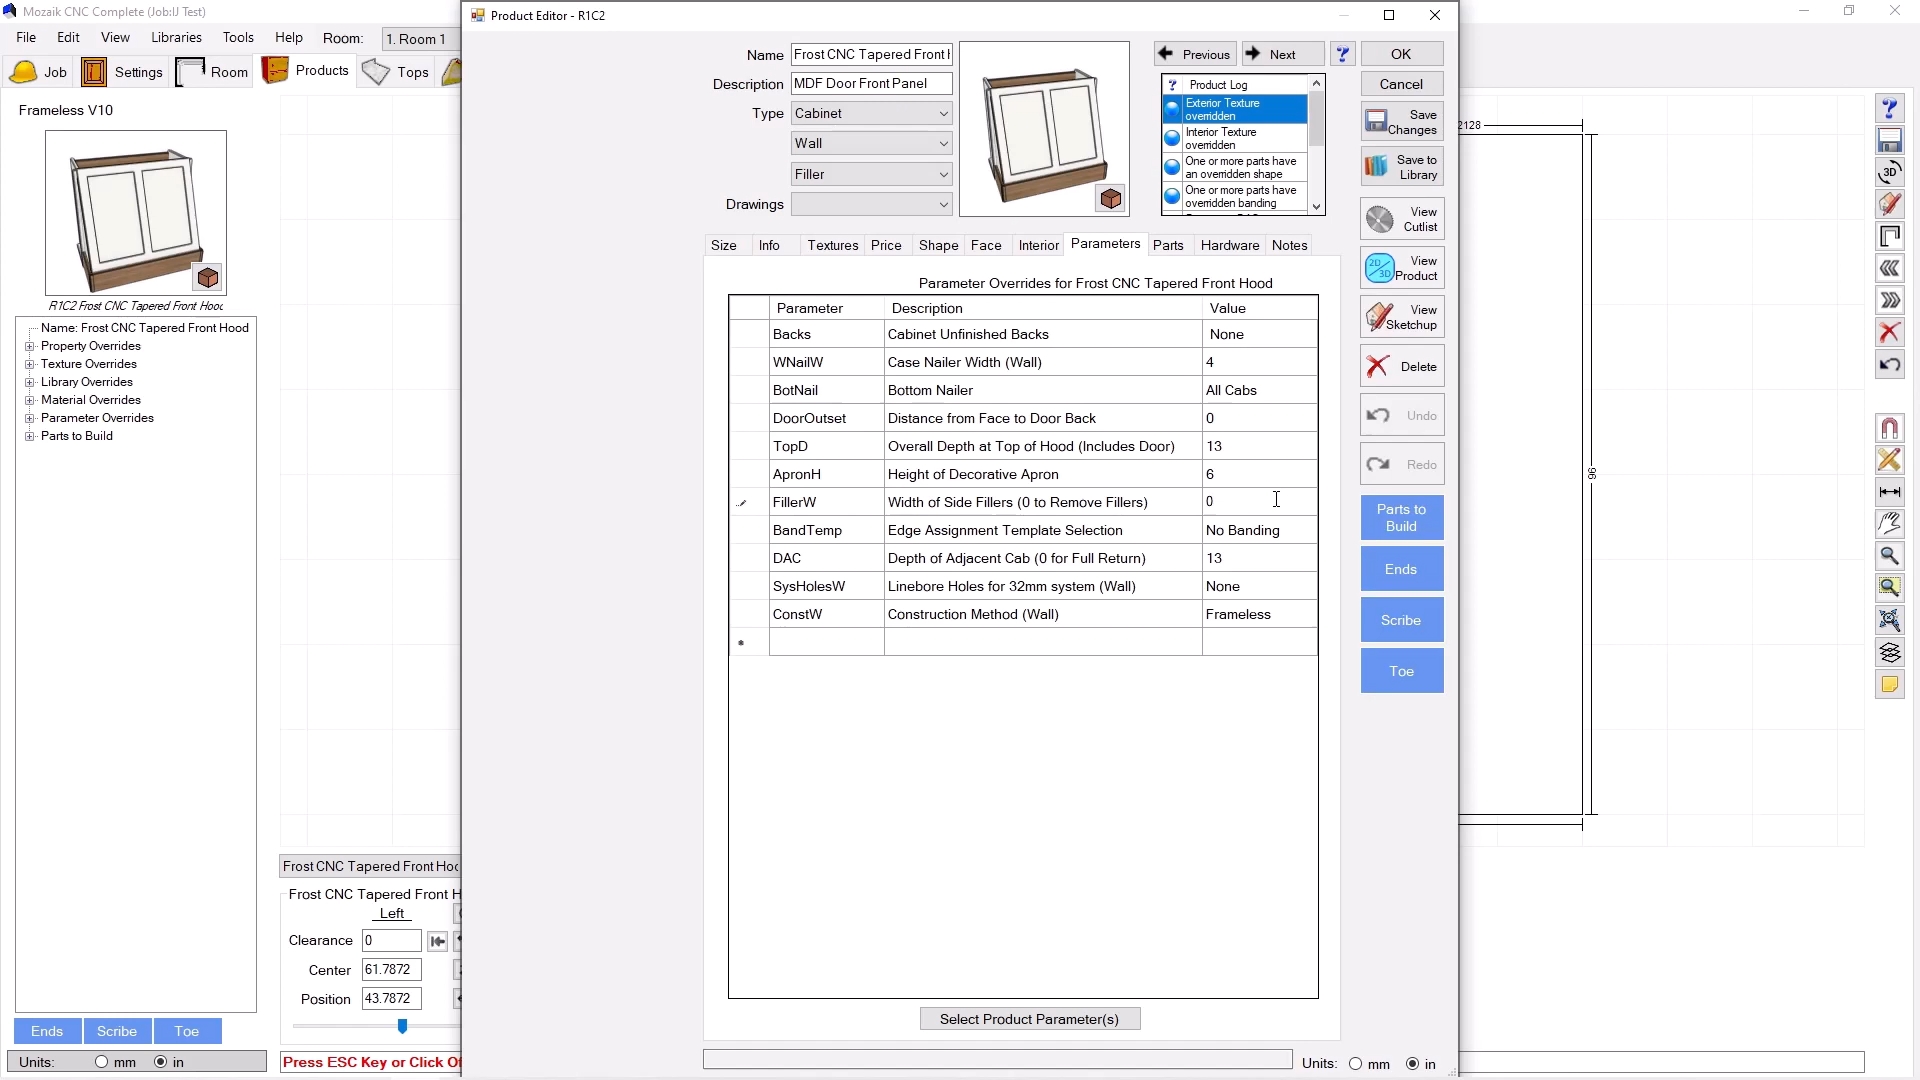 Mozaik CNC Complete (Job:IJ Test)
File Edit View Libraries Tools Help Room: 1. Room 1
Job Settings Room Products Tops
Frameless V10
R1C2 Frost CNC Tapered Front Hood
Name: Frost CNC Tapered Front Hood
Property Overrides
Texture Overrides
Library Overrides
Material Overrides
Parameter Overrides
Parts to Build
Ends Scribe Toe
Units: mm in
Frost CNC Tapered Front Hoo
Frost CNC Tapered Front H
Left
Clearance 0
Center 61.7872
Position 43.7872
Press ESC Key or Click Of
Product Editor - R1C2
Name Frost CNC Tapered Front H
Description MDF Door Front Panel
Type Cabinet
Wall
Filler
Drawings
Previous Next ? OK
? Product Log
Exterior Texture
overridden
Interior Texture
overridden
One or more parts have
an overridden shape
One or more parts have
overridden banding
Cancel
Save
Changes
Save to
Library
View
Cutlist
2D/3D View
Product
View
Sketchup
Delete
Undo
Redo
Parts to
Build
Ends
Scribe
Toe
Size Info Textures Price Shape Face Interior Parameters Parts Hardware Notes
Parameter Overrides for Frost CNC Tapered Front Hood
Parameter Description Value
Backs Cabinet Unfinished Backs None
WNailW Case Nailer Width (Wall) 4
BotNail Bottom Nailer All Cabs
DoorOutset Distance from Face to Door Back 0
TopD Overall Depth at Top of Hood (Includes Door) 13
ApronH Height of Decorative Apron 6
FillerW Width of Side Fillers (0 to Remove Fillers) 0
BandTemp Edge Assignment Template Selection No Banding
DAC Depth of Adjacent Cab (0 for Full Return) 13
SysHolesW Linebore Holes for 32mm system (Wall) None
ConstW Construction Method (Wall) Frameless
*
Select Product Parameter(s)
Units: mm in
2128
96
?
3D